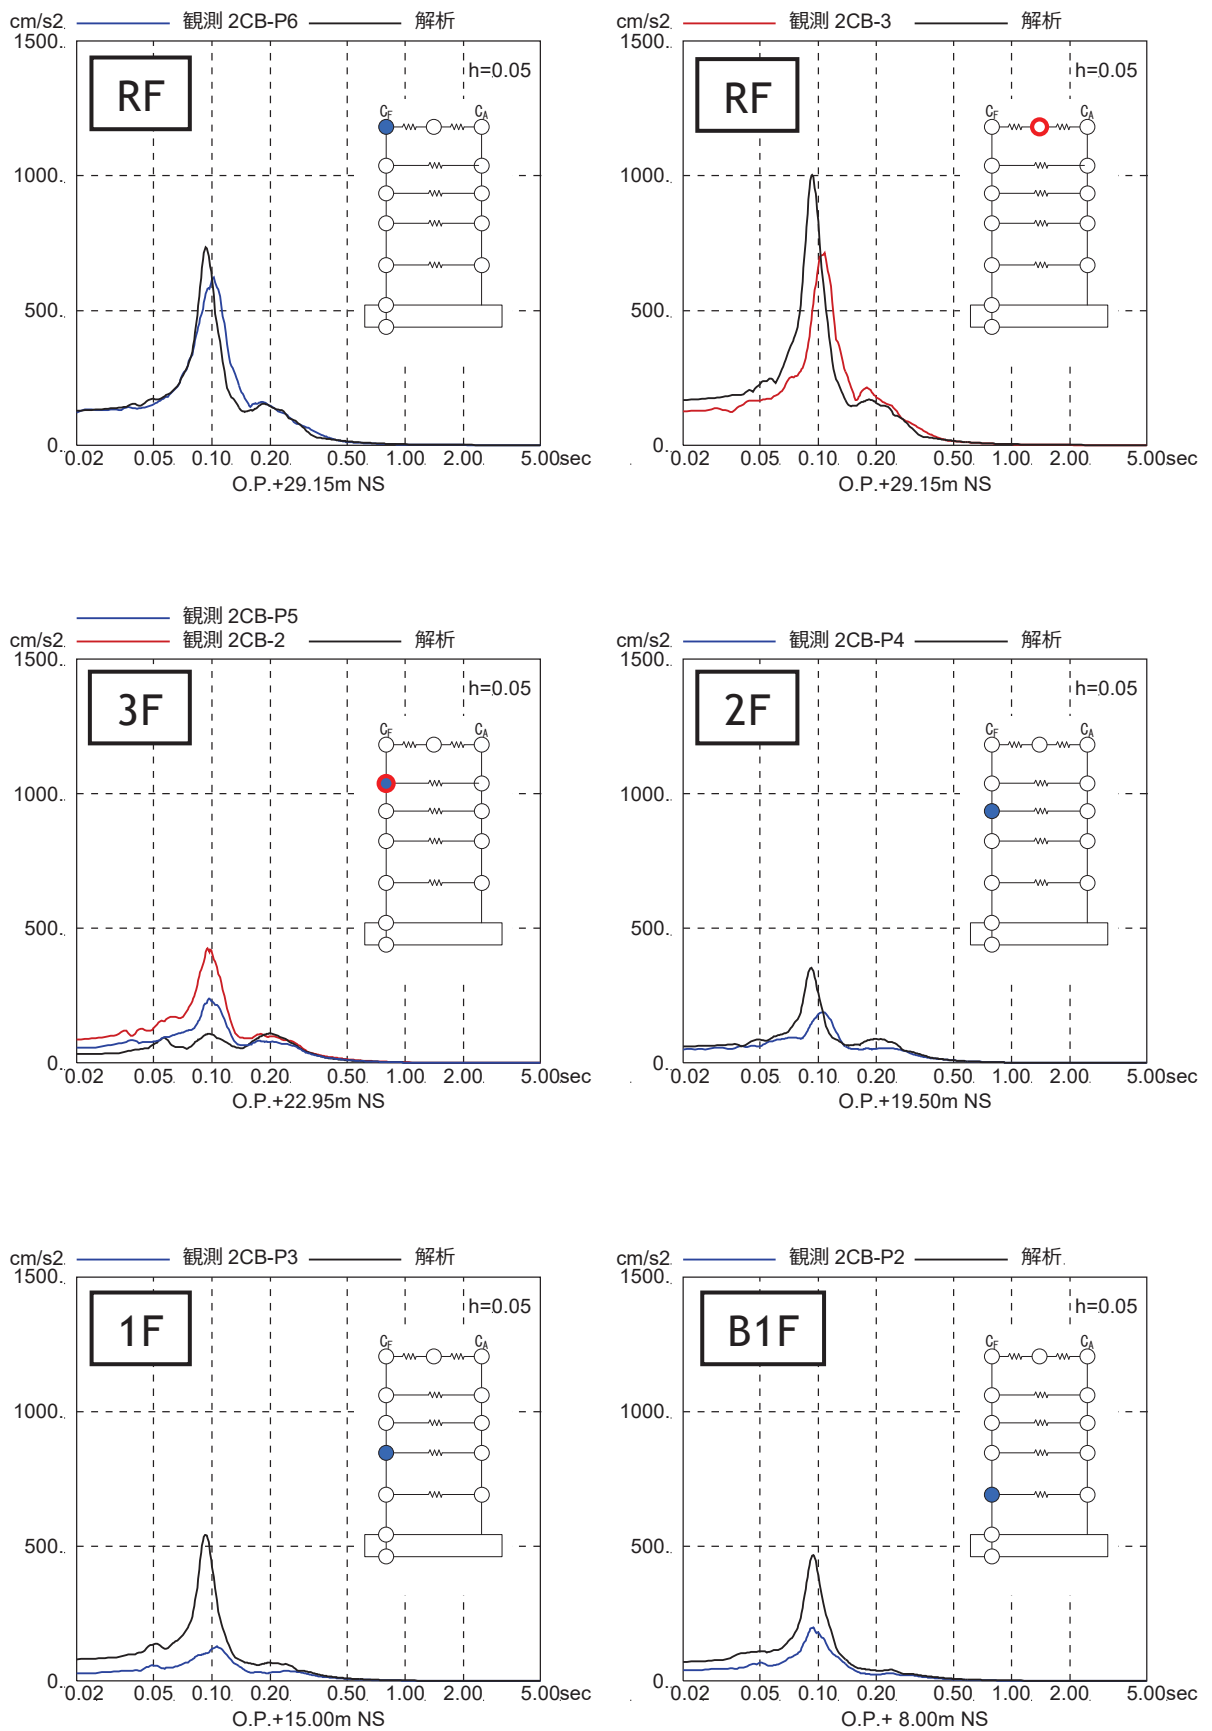 cm/s2 観測 2CB-P6 解析
1500.
RF
h=0.05
CF CA
1000.
500.
0.
0.02 0.05 0.10 0.20 0.50 1.00 2.00 5.00sec
O.P.+29.15m NS
cm/s2 観測 2CB-3 解析
1500.
RF
h=0.05
CF CA
1000.
500.
0.
0.02 0.05 0.10 0.20 0.50 1.00 2.00 5.00sec
O.P.+29.15m NS
観測 2CB-P5
cm/s2 観測 2CB-2 解析
1500.
3F
h=0.05
CF CA
1000.
500.
0.
0.02 0.05 0.10 0.20 0.50 1.00 2.00 5.00sec
O.P.+22.95m NS
cm/s2 観測 2CB-P4 解析
1500.
2F
h=0.05
CF CA
1000.
500.
0.
0.02 0.05 0.10 0.20 0.50 1.00 2.00 5.00sec
O.P.+19.50m NS
cm/s2 観測 2CB-P3 解析
1500.
1F
h=0.05
CF CA
1000.
500.
0.
0.02 0.05 0.10 0.20 0.50 1.00 2.00 5.00sec
O.P.+15.00m NS
cm/s2 観測 2CB-P2 解析
1500.
B1F
h=0.05
CF CA
1000.
500.
0.
0.02 0.05 0.10 0.20 0.50 1.00 2.00 5.00sec
O.P.+ 8.00m NS